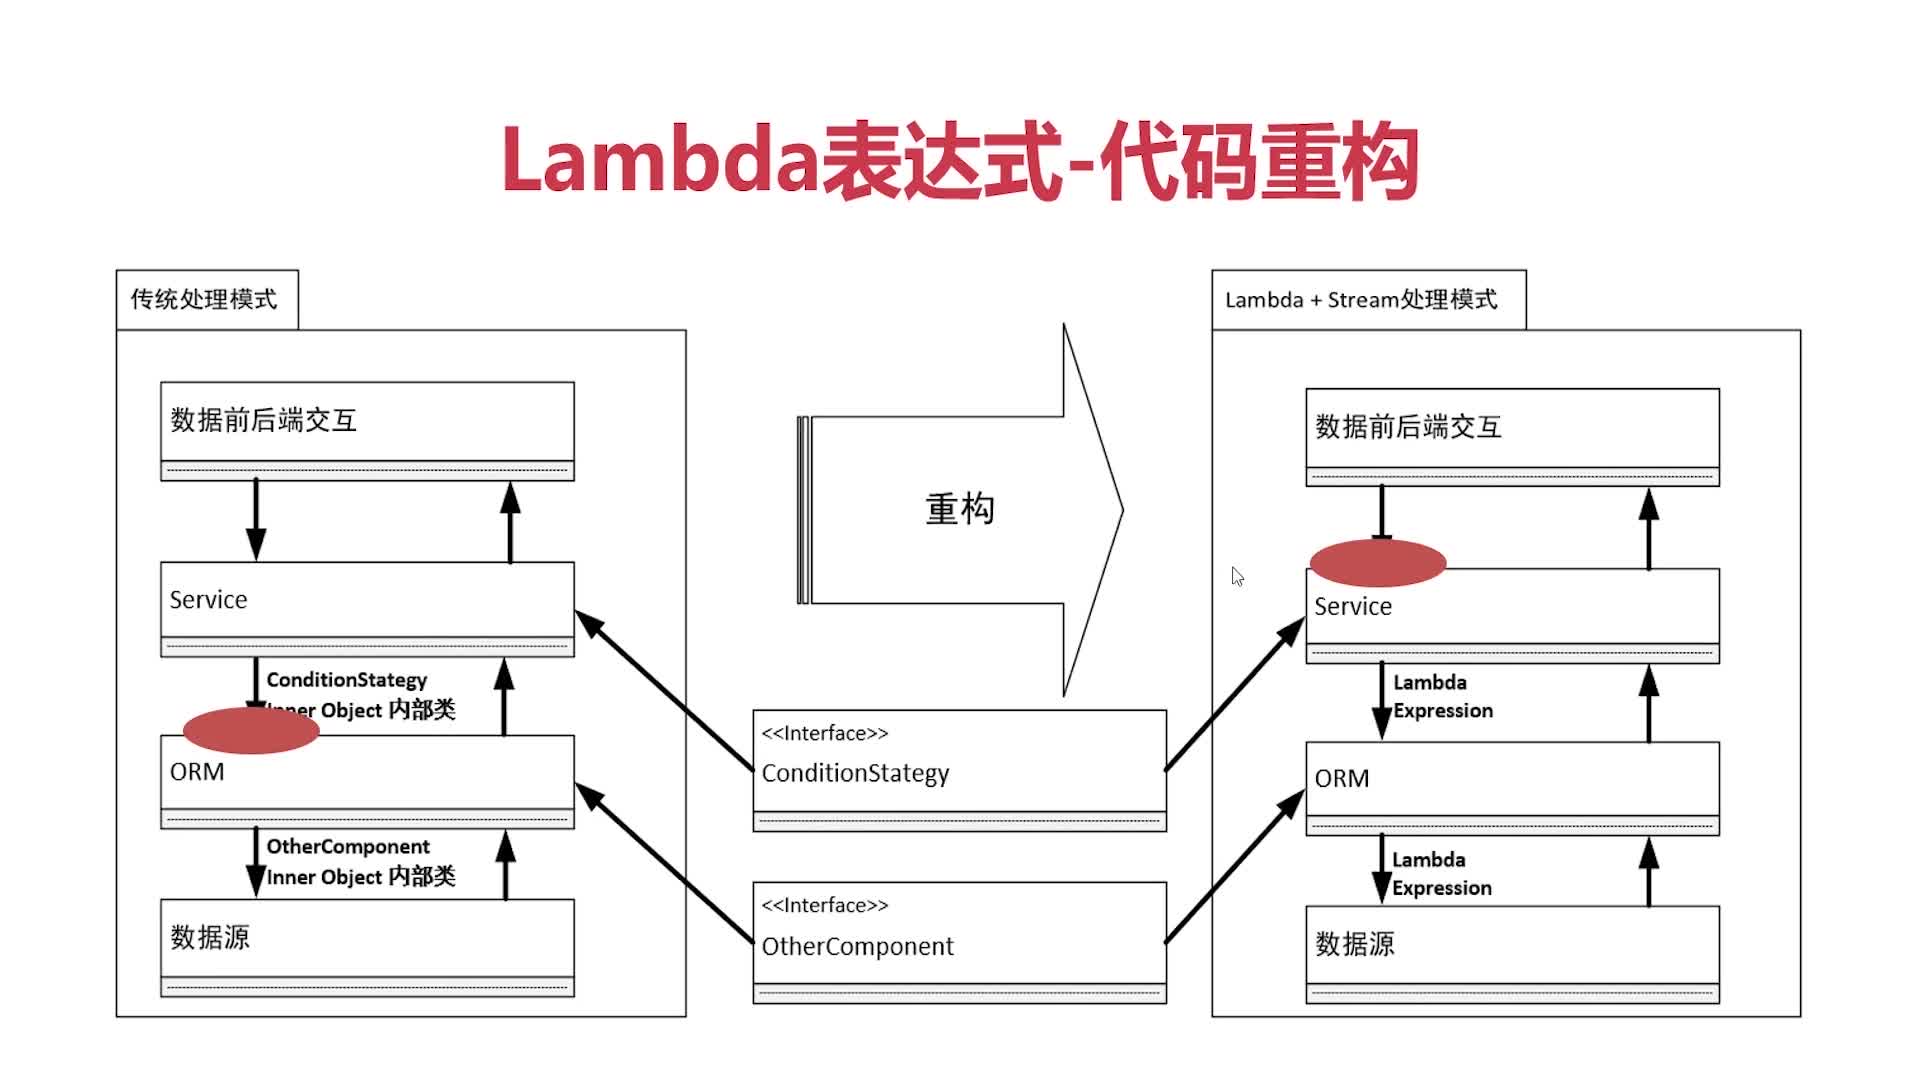 Lambda表达式-代码重构
传统处理模式
数据前后端交互
Service
ConditionStategy
Inner Object 内部类
ORM
OtherComponent
Inner Object 内部类
数据源
重构
<<Interface>>
ConditionStategy
<<Interface>>
OtherComponent
Lambda + Stream处理模式
数据前后端交互
Service
Lambda
Expression
ORM
Lambda
Expression
数据源